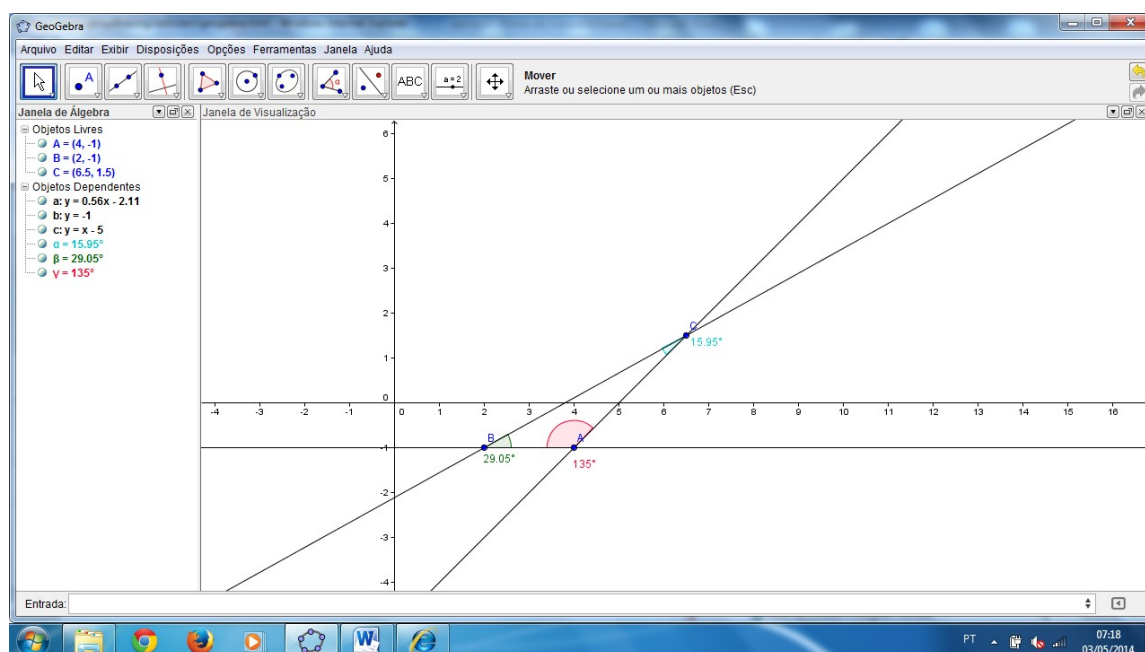 GeoGebra
Arquivo Editar Exibir Disposições Opções Ferramentas Janela Ajuda
A
α
ABC
a = 2
Mover
Arraste ou selecione um ou mais objetos (Esc)
Janela de Álgebra
Janela de Visualização
Objetos Livres
A = (4, -1)
B = (2, -1)
C = (6.5, 1.5)
Objetos Dependentes
a: y = 0.56x - 2.11
b: y = -1
c: y = x - 5
α = 15.95°
β = 29.05°
γ = 135°
6
5
4
3
2
1
0
-1
-2
-3
-4
-4 -3 -2 -1 0 1 2 3 4 5 6 7 8 9 10 11 12 13 14 15 16
C
15.95°
B
29.05°
A
135°
Entrada:
PT
07:18
03/05/2014